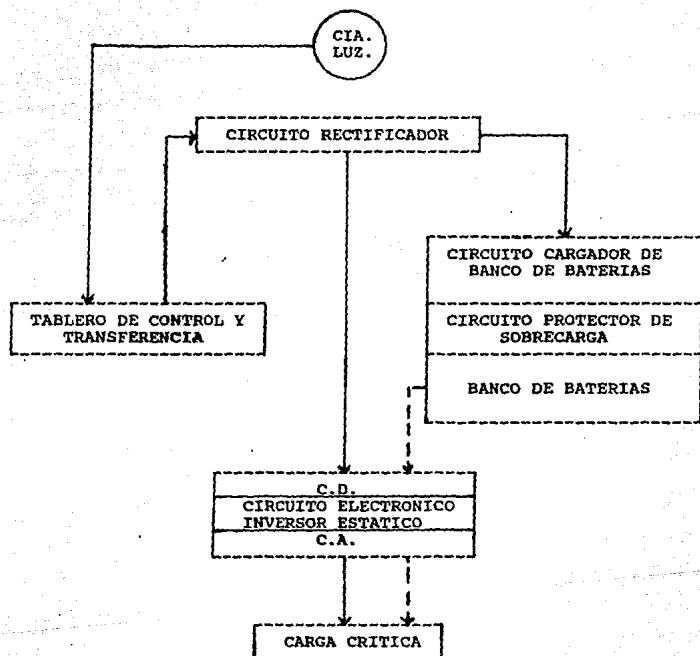 CIA.
LUZ.
CIRCUITO RECTIFICADOR
CIRCUITO CARGADOR DE
BANCO DE BATERIAS
TABLERO DE CONTROL Y
TRANSFERENCIA
CIRCUITO PROTECTOR DE
SOBRECARGA
BANCO DE BATERIAS
C.D.
CIRCUITO ELECTRONICO
INVERSOR ESTATICO
C.A.
CARGA CRITICA